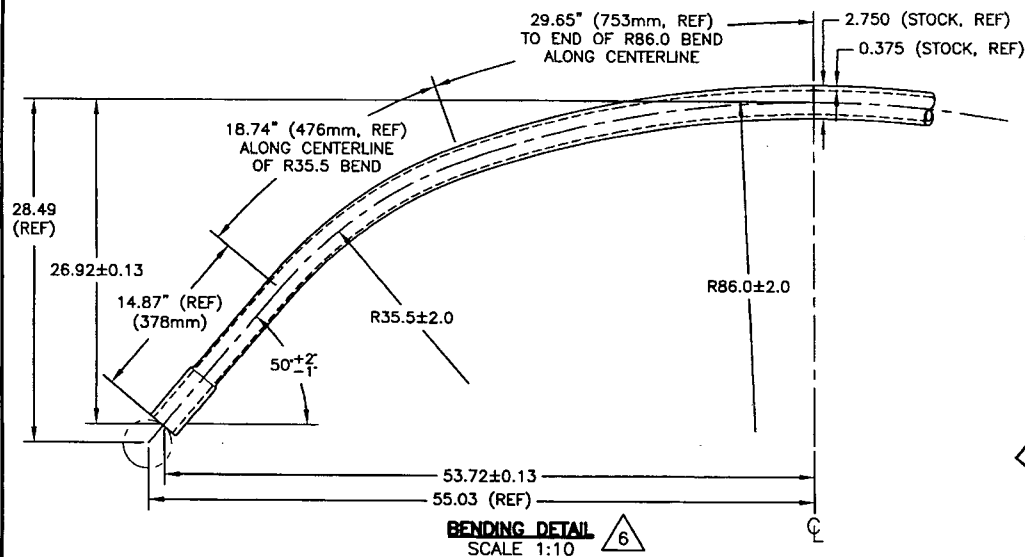 29.65" (753mm, REF)
TO END OF R86.0 BEND
ALONG CENTERLINE
2.750 (STOCK, REF)
0.375 (STOCK, REF)
18.74" (476mm, REF)
ALONG CENTERLINE
OF R35.5 BEND
28.49
(REF)
26.92±0.13
14.87" (REF)
(378mm)
R35.5±2.0
R86.0±2.0
50°+2°
-1°
53.72±0.13
55.03 (REF)
BENDING DETAIL 6
SCALE 1:10
℄